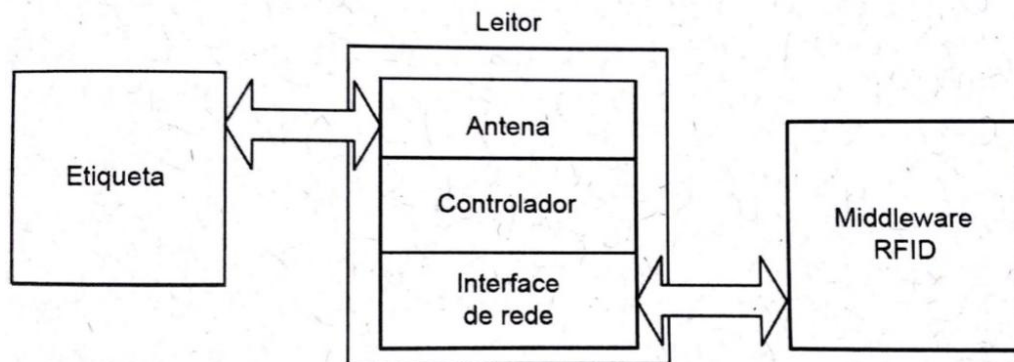 Leitor
Etiqueta
Antena
Controlador
Interface
de rede
Middleware
RFID